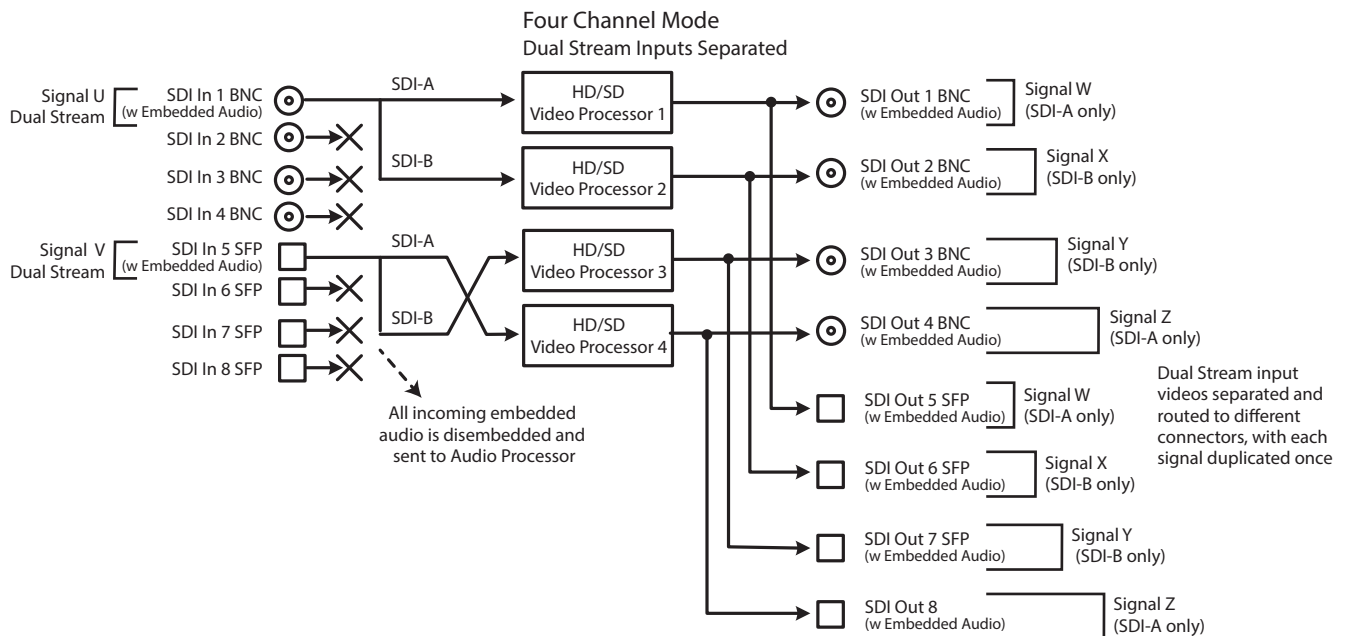 Four Channel Mode
Dual Stream Inputs Separated
Signal U
Dual Stream
SDI In 1 BNC
(w Embedded Audio)
SDI In 2 BNC
SDI In 3 BNC
SDI In 4 BNC
Signal V
Dual Stream
SDI In 5 SFP
(w Embedded Audio)
SDI In 6 SFP
SDI In 7 SFP
SDI In 8 SFP
SDI-A
SDI-B
SDI-A
SDI-B
All incoming embedded
audio is disembedded and
sent to Audio Processor
HD/SD
Video Processor 1
HD/SD
Video Processor 2
HD/SD
Video Processor 3
HD/SD
Video Processor 4
SDI Out 1 BNC
(w Embedded Audio)
Signal W
(SDI-A only)
SDI Out 2 BNC
(w Embedded Audio)
Signal X
(SDI-B only)
SDI Out 3 BNC
(w Embedded Audio)
Signal Y
(SDI-B only)
SDI Out 4 BNC
(w Embedded Audio)
Signal Z
(SDI-A only)
SDI Out 5 SFP
(w Embedded Audio)
Signal W
(SDI-A only)
Dual Stream input
videos separated and
routed to different
connectors, with each
signal duplicated once
SDI Out 6 SFP
(w Embedded Audio)
Signal X
(SDI-B only)
SDI Out 7 SFP
(w Embedded Audio)
Signal Y
(SDI-B only)
SDI Out 8
(w Embedded Audio)
Signal Z
(SDI-A only)